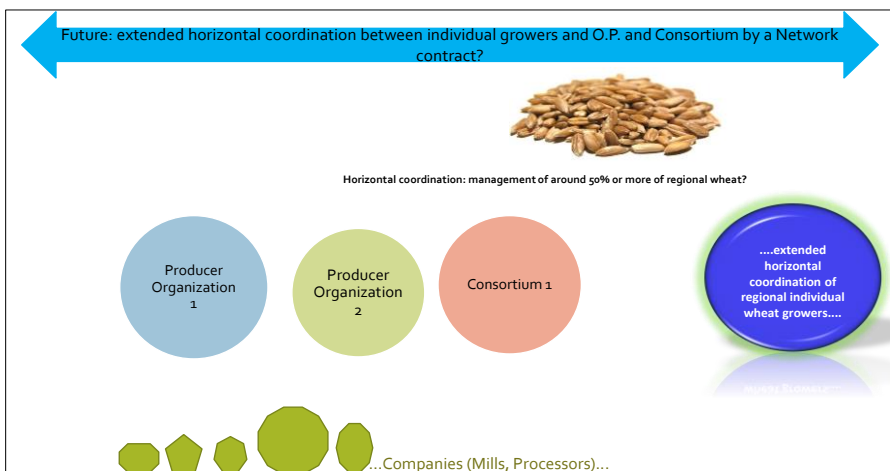 Future: extended horizontal coordination between individual growers and O.P. and Consortium by a Network
contract?
Horizontal coordination: management of around 50% or more of regional wheat?
Producer
Organization
1
Producer
Organization
2
Consortium 1
....extended
horizontal
coordination of
regional individual
wheat growers....
...Companies (Mills, Processors)...